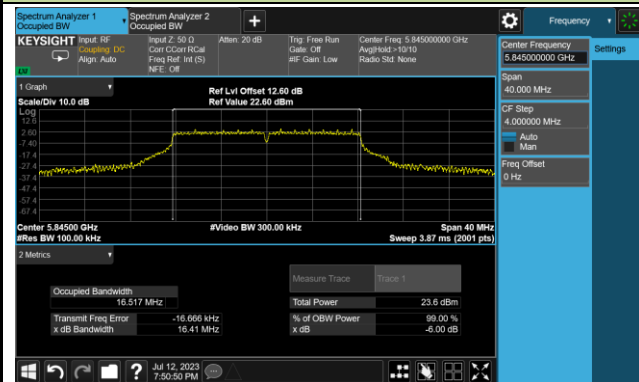 Spectrum Analyzer 1
Occupied BW
Spectrum Analyzer 2
Occupied BW
Frequency
KEYSIGHT
Input: RF
Coupling: DC
Align: Auto
Input Z: 50 Ω
Corr CCorr RCal
Freq Ref: Int (S)
NFE: Off
Atten: 20 dB
Trig: Free Run
Gate: Off
#IF Gain: Low
Center Freq: 5.845000000 GHz
Avg|Hold:>10/10
Radio Std: None
Center Frequency
5.845000000 GHz
Settings
Span
40.000 MHz
CF Step
4.000000 MHz
Auto
Man
Freq Offset
0 Hz
1 Graph
Scale/Div 10.0 dB
Ref Lvl Offset 12.60 dB
Ref Value 22.60 dBm
Log
12.6
2.60
-7.40
-17.4
-27.4
-37.4
-47.4
-57.4
-67.4
Center 5.84500 GHz
#Res BW 100.00 kHz
#Video BW 300.00 kHz
Span 40 MHz
Sweep 3.87 ms (2001 pts)
2 Metrics
Measure Trace
Trace 1
Occupied Bandwidth
16.517 MHz
Total Power
23.6 dBm
Transmit Freq Error
-16.666 kHz
% of OBW Power
99.00 %
x dB Bandwidth
16.41 MHz
x dB
-6.00 dB
Jul 12, 2023
7:50:50 PM